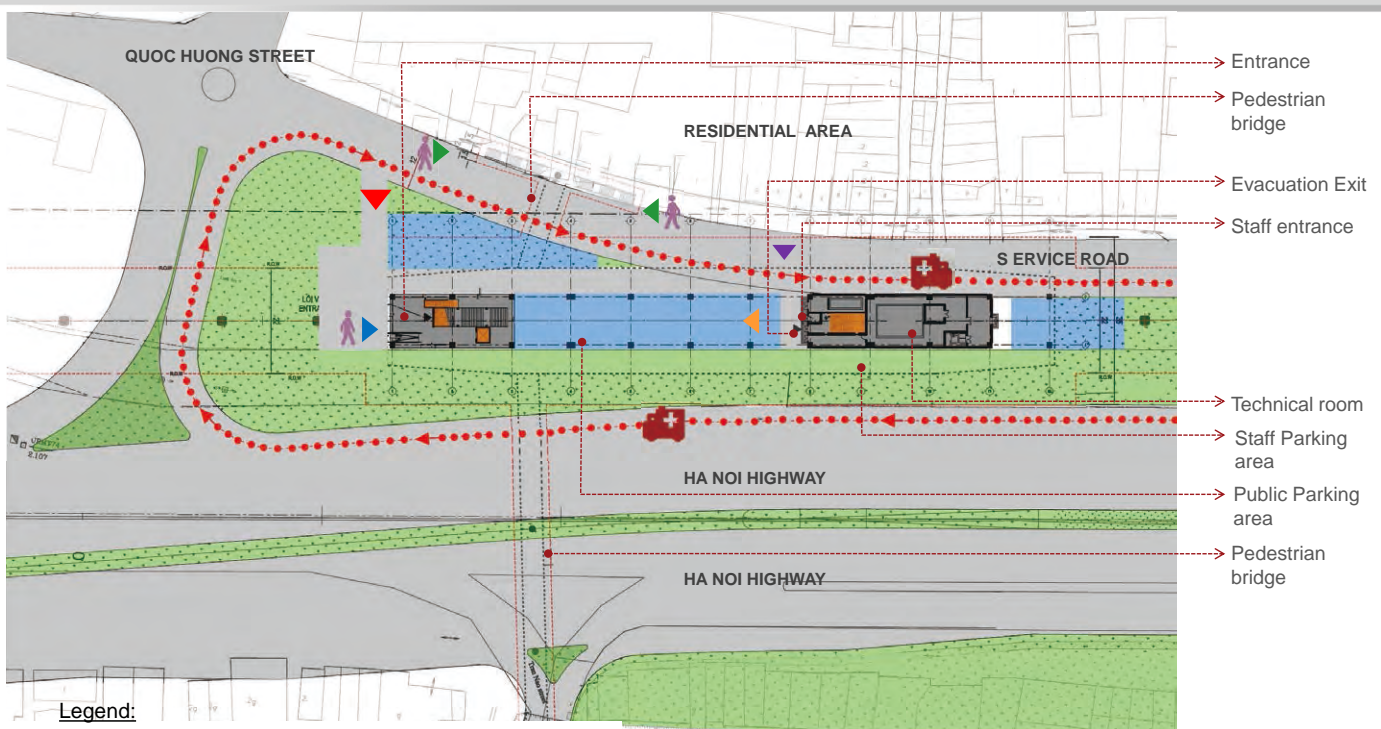 QUOC HUONG STREET
RESIDENTIAL AREA
S ERVICE ROAD
HA NOI HIGHWAY
HA NOI HIGHWAY
Legend:
Entrance
Pedestrian
bridge
Evacuation Exit
Staff entrance
Technical room
Staff Parking
area
Public Parking
area
Pedestrian
bridge